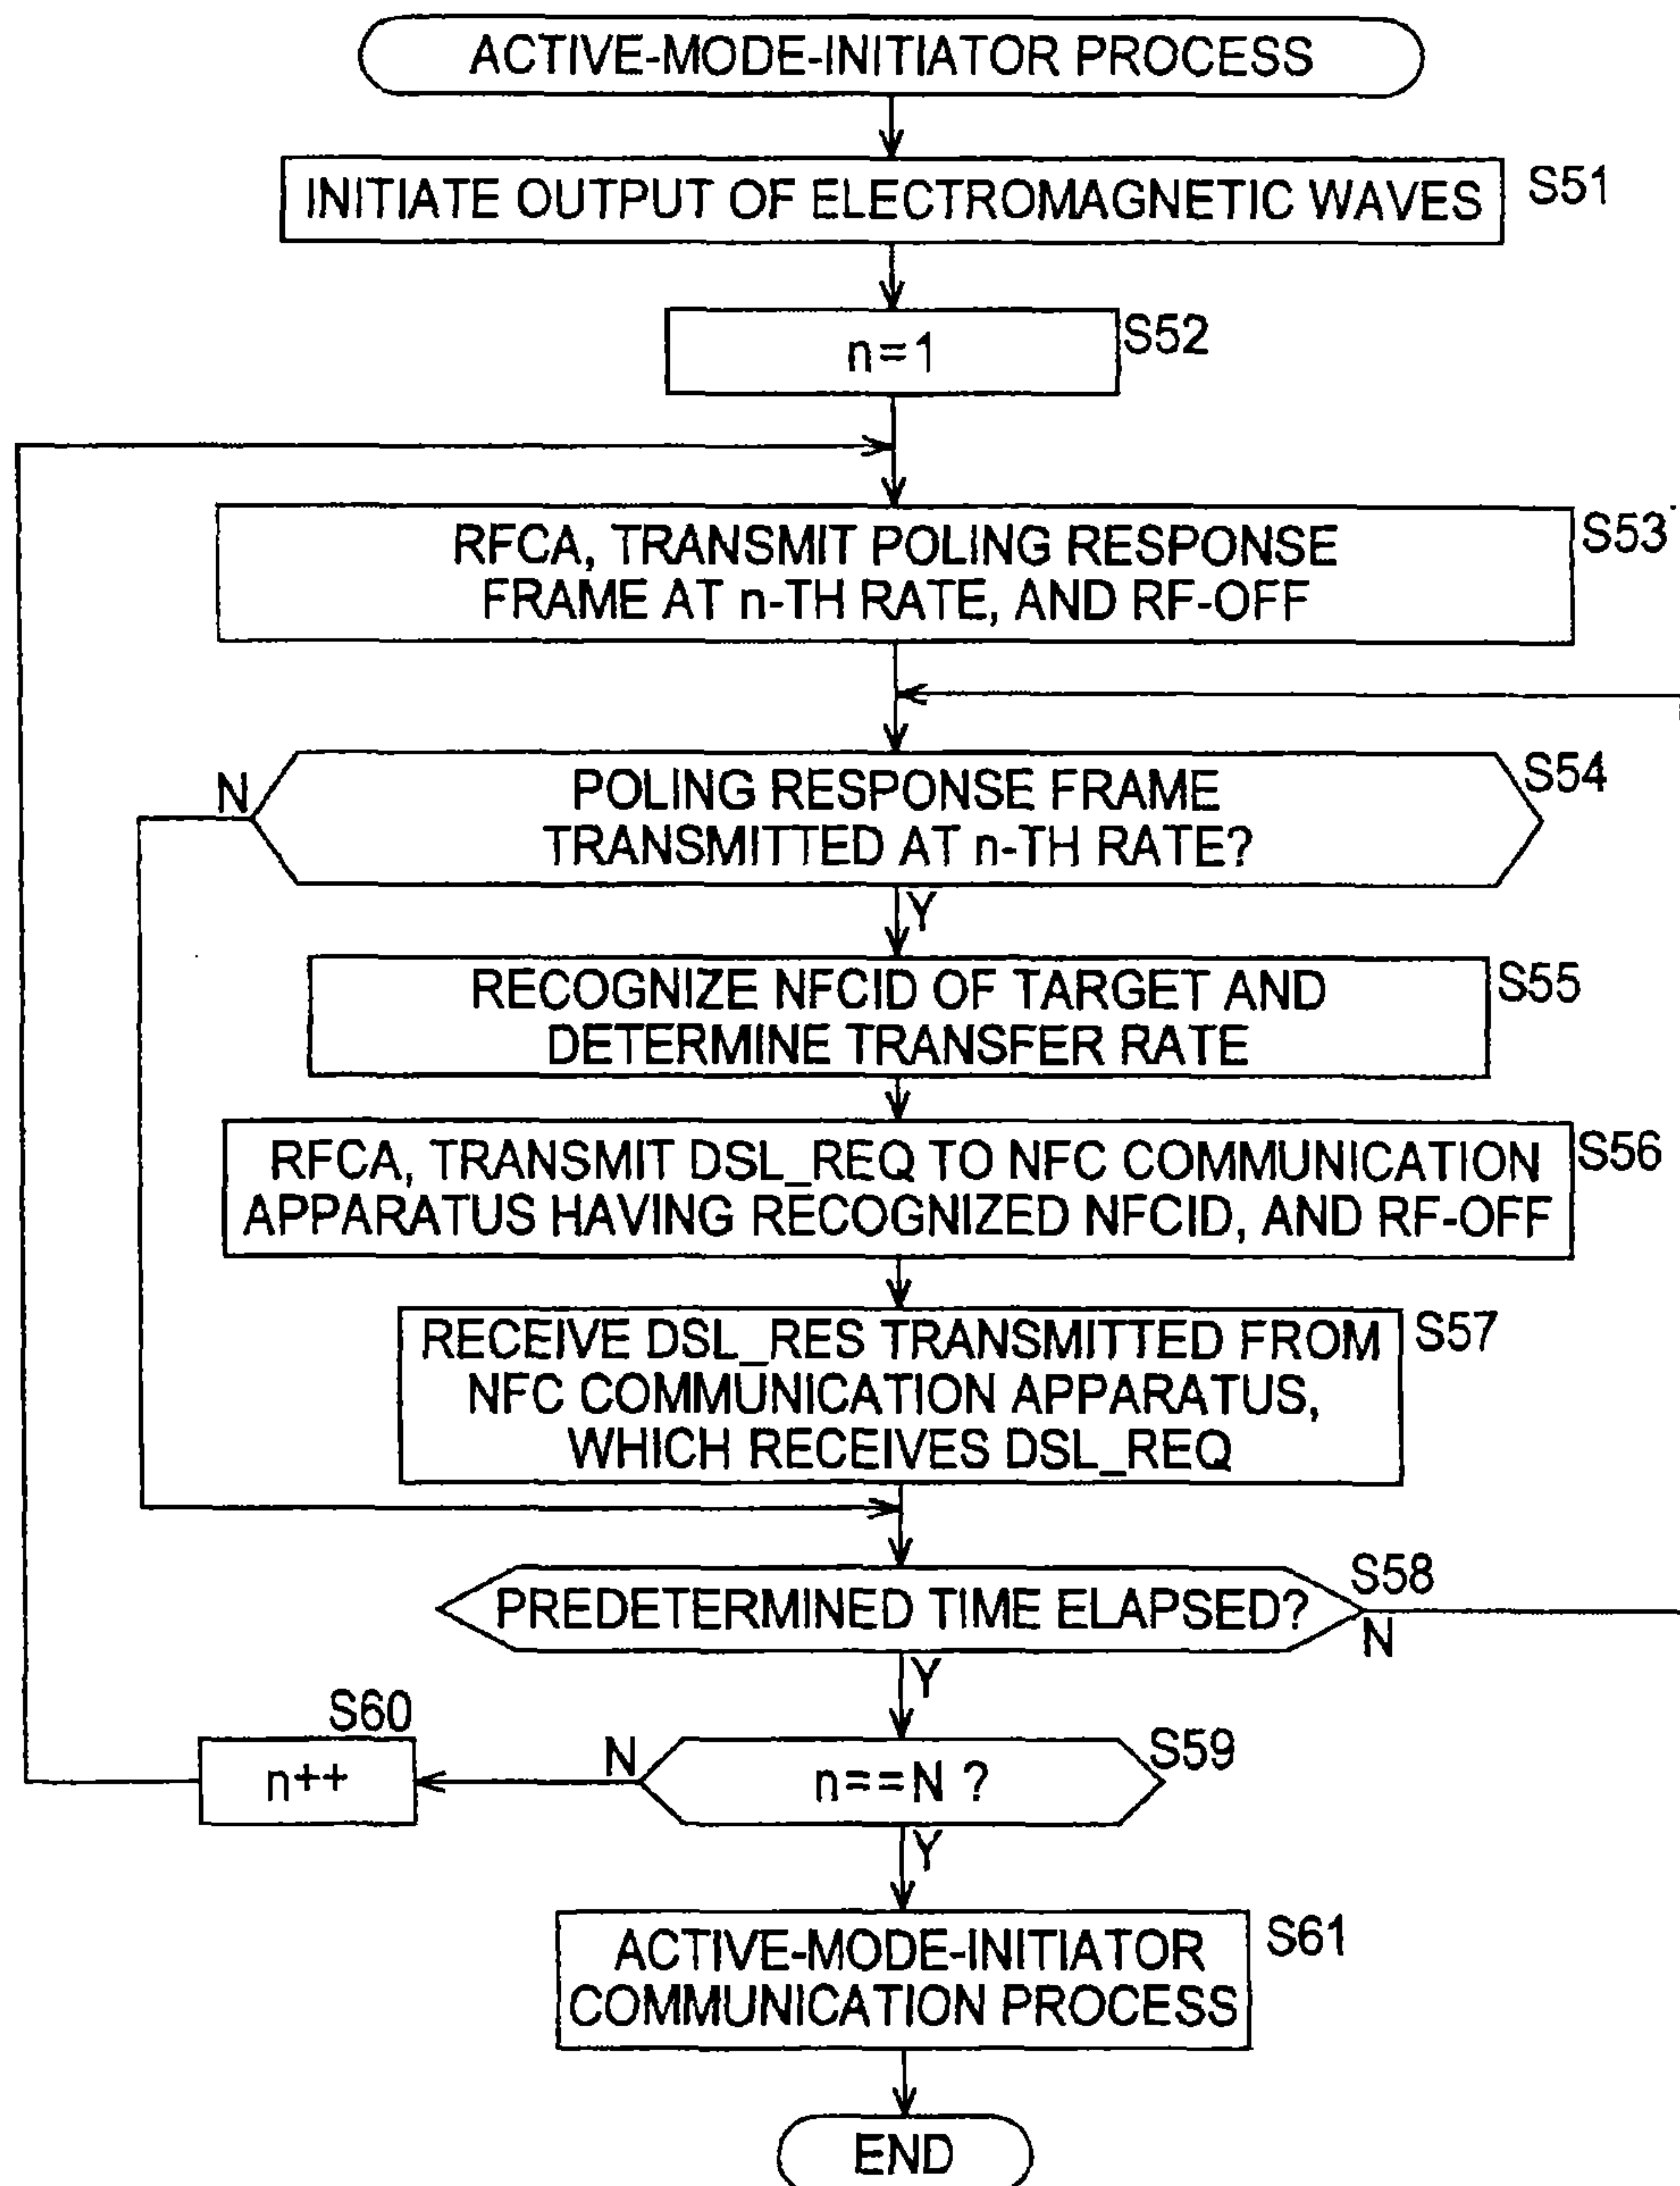 ACTIVE-MODE-INITIATOR PROCESS
INITIATE OUTPUT OF ELECTROMAGNETIC WAVES
S51
n=1
S52
RFCA, TRANSMIT POLING RESPONSE
FRAME AT n-TH RATE, AND RF-OFF
S53
N
POLING RESPONSE FRAME
TRANSMITTED AT n-TH RATE?
S54
Y
RECOGNIZE NFCID OF TARGET AND
DETERMINE TRANSFER RATE
S55
RFCA, TRANSMIT DSL_REQ TO NFC COMMUNICATION
APPARATUS HAVING RECOGNIZED NFCID, AND RF-OFF
S56
RECEIVE DSL_RES TRANSMITTED FROM
NFC COMMUNICATION APPARATUS,
WHICH RECEIVES DSL_REQ
S57
PREDETERMINED TIME ELAPSED?
S58
N
Y
S60
n++
N
n==N ?
S59
Y
ACTIVE-MODE-INITIATOR
COMMUNICATION PROCESS
S61
END